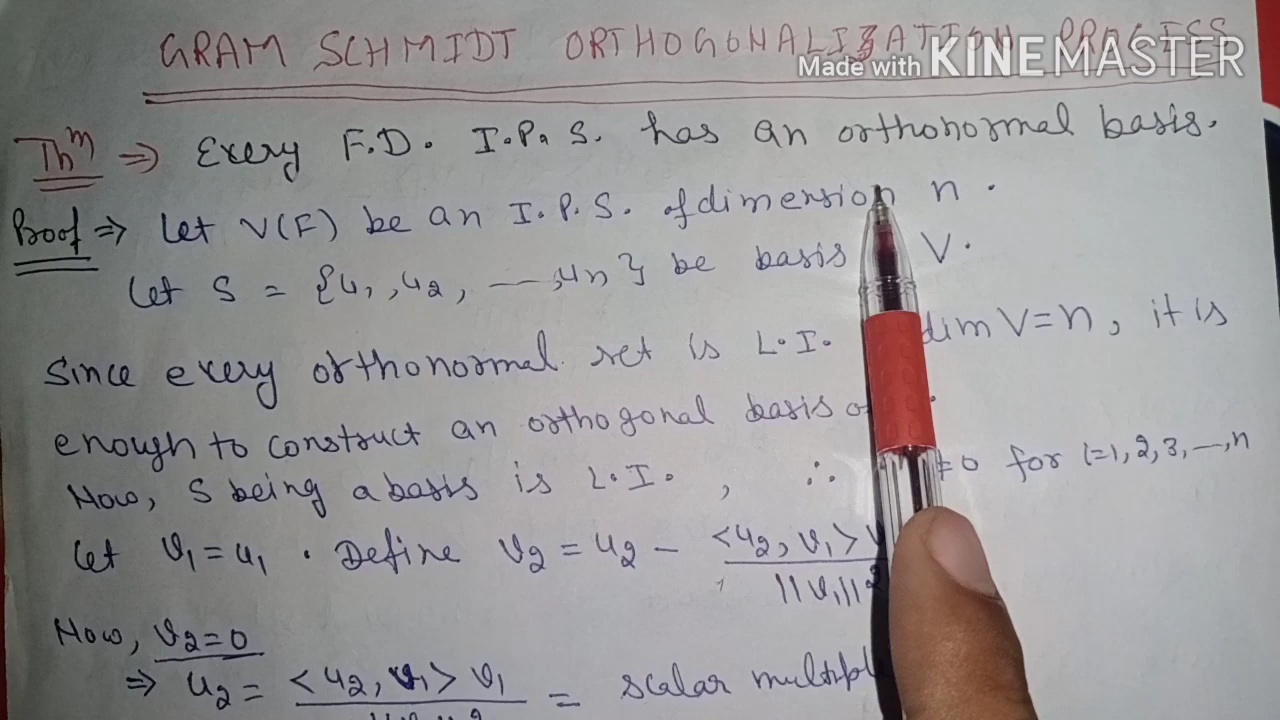 GRAM SCHMIDT ORTHOGONALIZATION PROCESS
Made with KINEMASTER
Thm ⇒ Every F.D. I.P. S. has an orthonormal basis.
Proof ⇒ Let V(F) be an I.P.S. of dimension n.
Let S = {u₁, u₂, ---, un} be basis V.
Since every orthonormal set is L.I. dim V=n, it is
enough to construct an orthogonal basis
Now, S being a basis is L.I., ∴ ≠0 for i=1,2,3,---,n
Let v₁=u₁. Define v₂ = u₂ - <u₂, v₁> v / ||v₁||²
Now, v₂=0
⇒ u₂ = <u₂, v₁> v₁ / = scalar